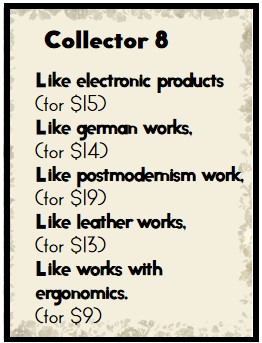 Collector 8
Like electronic products
(for $15)
Like german works,
(for $14)
Like postmodernism work,
(for $19)
Like leather works,
(for $13)
Like works with
ergonomics.
(for $9)